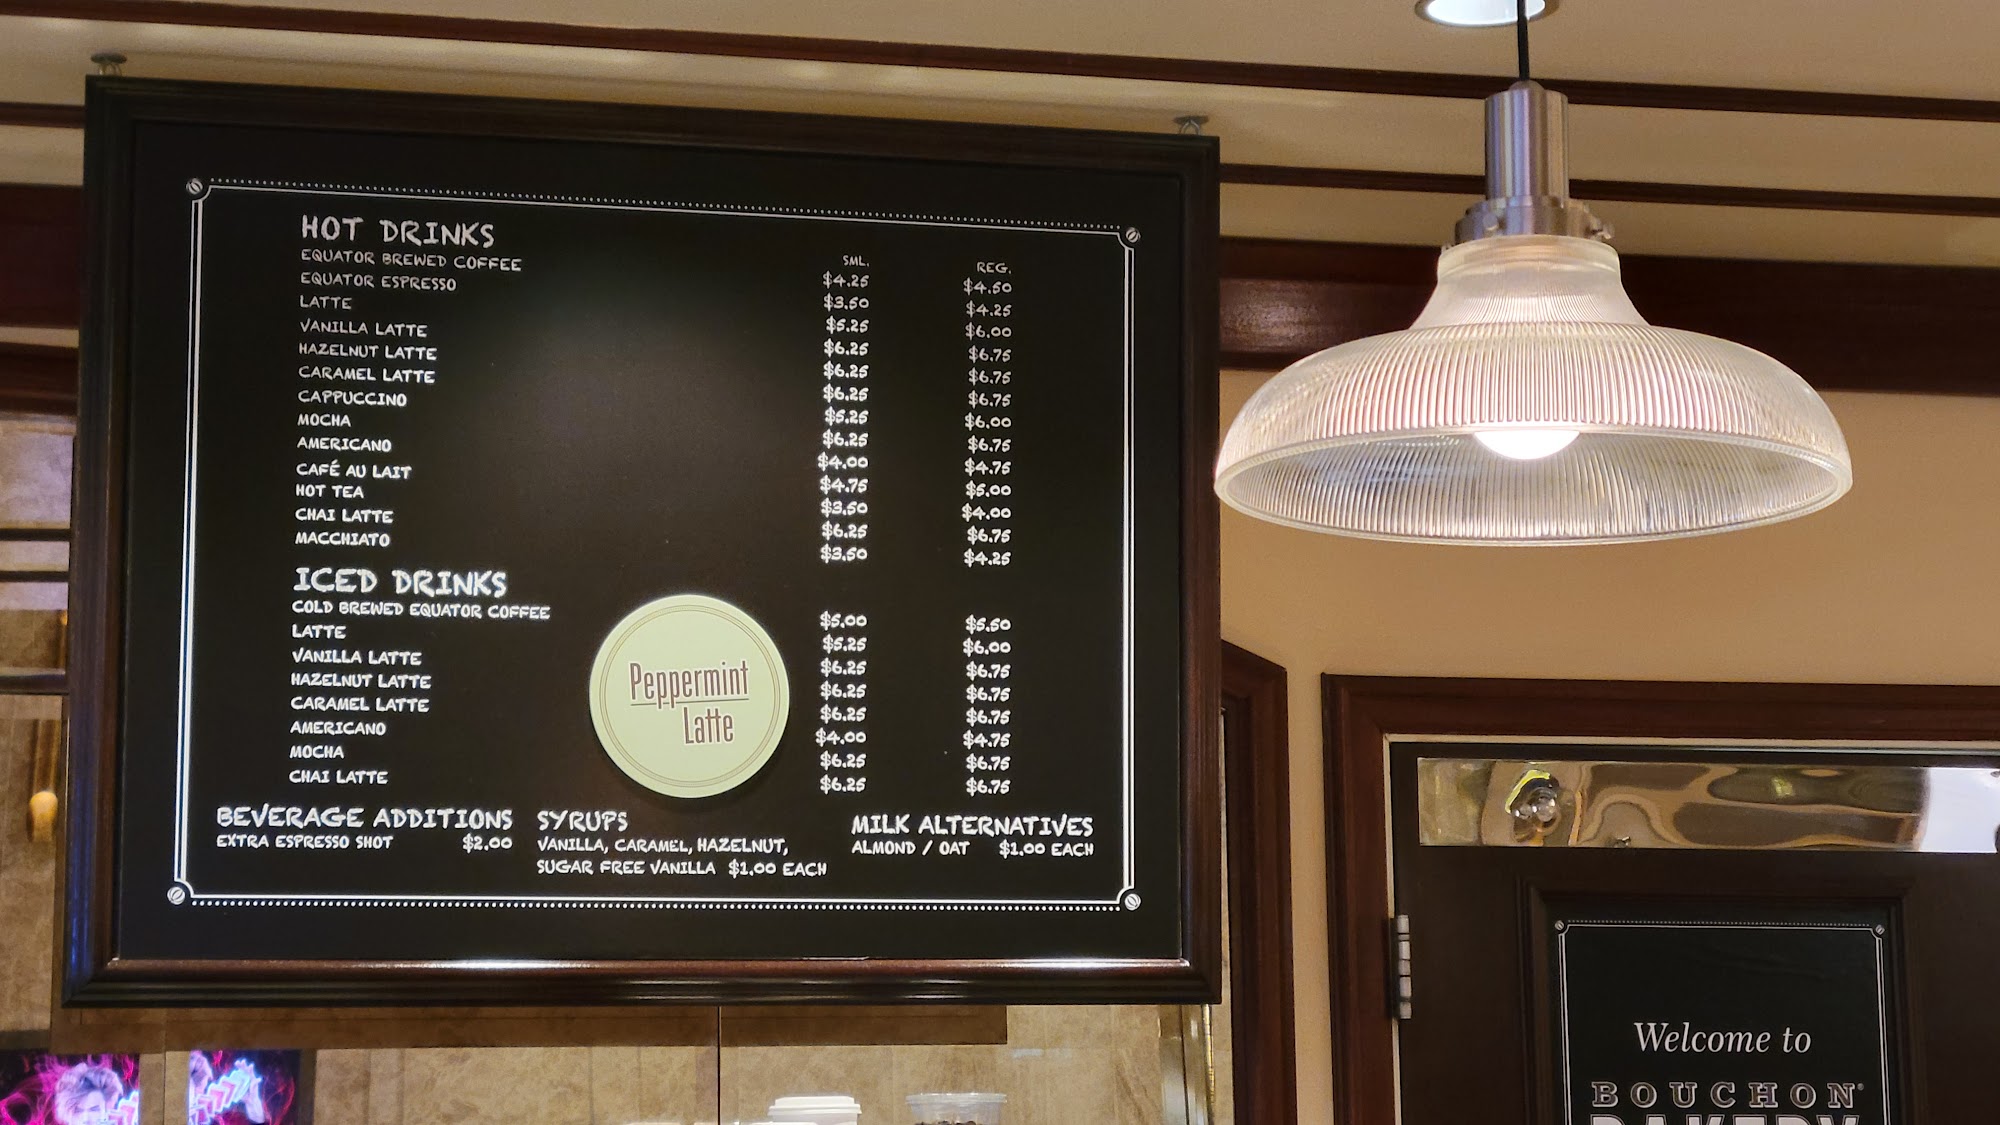 HOT DRINKS
SML. REG.
EQUATOR BREWED COFFEE $4.25 $4.50
EQUATOR ESPRESSO $3.50 $4.25
LATTE $5.25 $6.00
VANILLA LATTE $6.25 $6.75
HAZELNUT LATTE $6.25 $6.75
CARAMEL LATTE $6.25 $6.75
CAPPUCCINO $5.25 $6.00
MOCHA $6.25 $6.75
AMERICANO $4.00 $4.75
CAFÉ AU LAIT $4.75 $5.00
HOT TEA $3.50 $4.00
CHAI LATTE $6.25 $6.75
MACCHIATO $3.50 $4.25
ICED DRINKS
COLD BREWED EQUATOR COFFEE $5.00 $5.50
LATTE $5.25 $6.00
VANILLA LATTE $6.25 $6.75
HAZELNUT LATTE $6.25 $6.75
CARAMEL LATTE $6.25 $6.75
AMERICANO $4.00 $4.75
MOCHA $6.25 $6.75
CHAI LATTE $6.25 $6.75
Peppermint
Latte
BEVERAGE ADDITIONS
EXTRA ESPRESSO SHOT $2.00
SYRUPS
VANILLA, CARAMEL, HAZELNUT,
SUGAR FREE VANILLA $1.00 EACH
MILK ALTERNATIVES
ALMOND / OAT $1.00 EACH
Welcome to
BOUCHON®
BAKERY